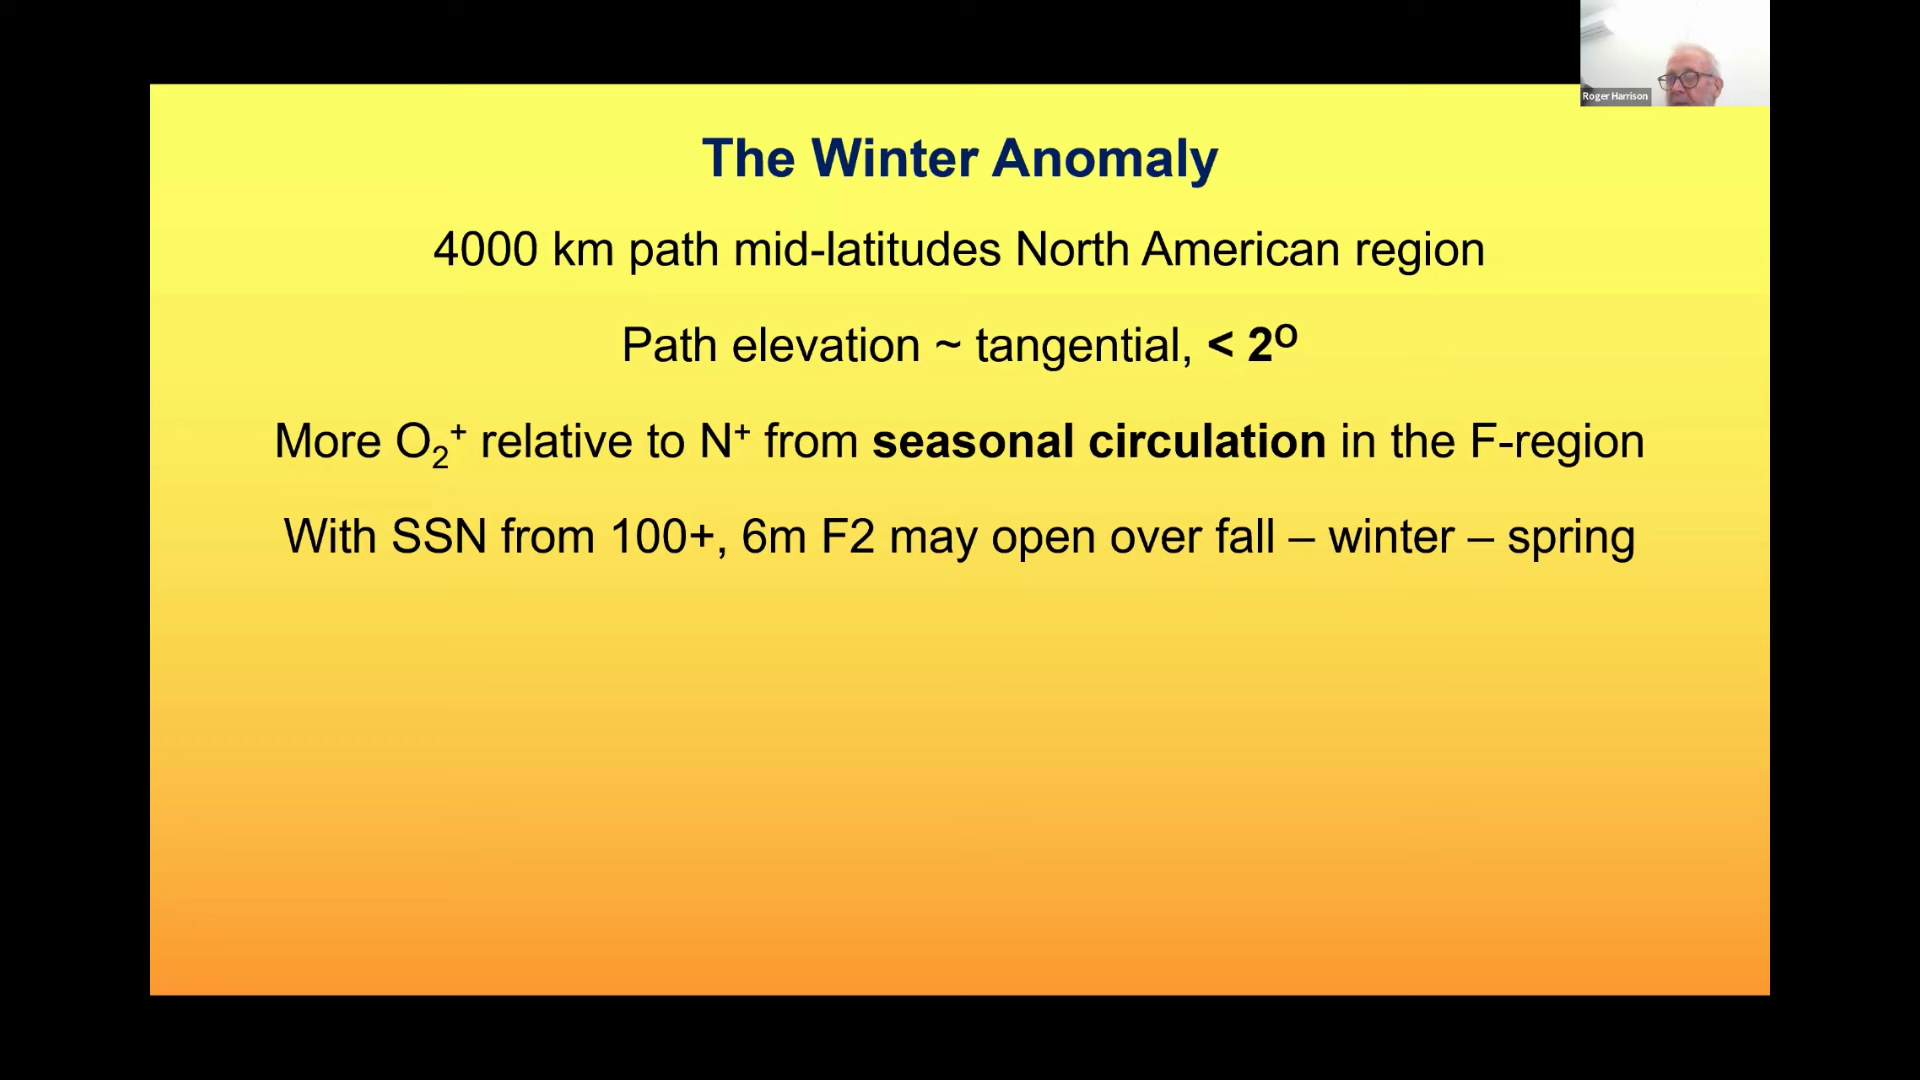 Roger Harrison
The Winter Anomaly
4000 km path mid-latitudes North American region
Path elevation ~ tangential, < 2º
More O₂⁺ relative to N⁺ from seasonal circulation in the F-region
With SSN from 100+, 6m F2 may open over fall – winter – spring